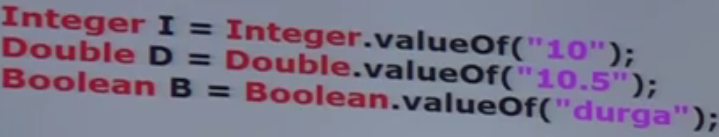 Integer I = Integer.valueOf("10");
Double D = Double.valueOf("10.5");
Boolean B = Boolean.valueOf("durga");